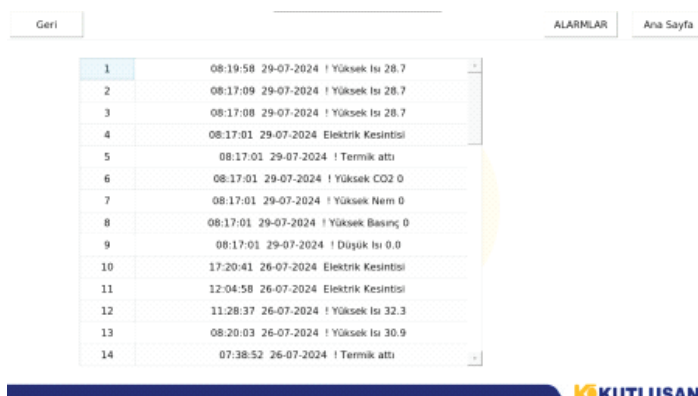 Geri
ALARMLAR
Ana Sayfa
1 08:19:58 29-07-2024 ! Yüksek Isı 28.7
2 08:17:09 29-07-2024 ! Yüksek Isı 28.7
3 08:17:08 29-07-2024 ! Yüksek Isı 28.7
4 08:17:01 29-07-2024 Elektrik Kesintisi
5 08:17:01 29-07-2024 ! Termik attı
6 08:17:01 29-07-2024 ! Yüksek CO2 0
7 08:17:01 29-07-2024 ! Yüksek Nem 0
8 08:17:01 29-07-2024 ! Yüksek Basınç 0
9 08:17:01 29-07-2024 ! Düşük Isı 0.0
10 17:20:41 26-07-2024 Elektrik Kesintisi
11 12:04:58 26-07-2024 Elektrik Kesintisi
12 11:28:37 26-07-2024 ! Yüksek Isı 32.3
13 08:20:03 26-07-2024 ! Yüksek Isı 30.9
14 07:38:52 26-07-2024 ! Termik attı
KUTLUSAN